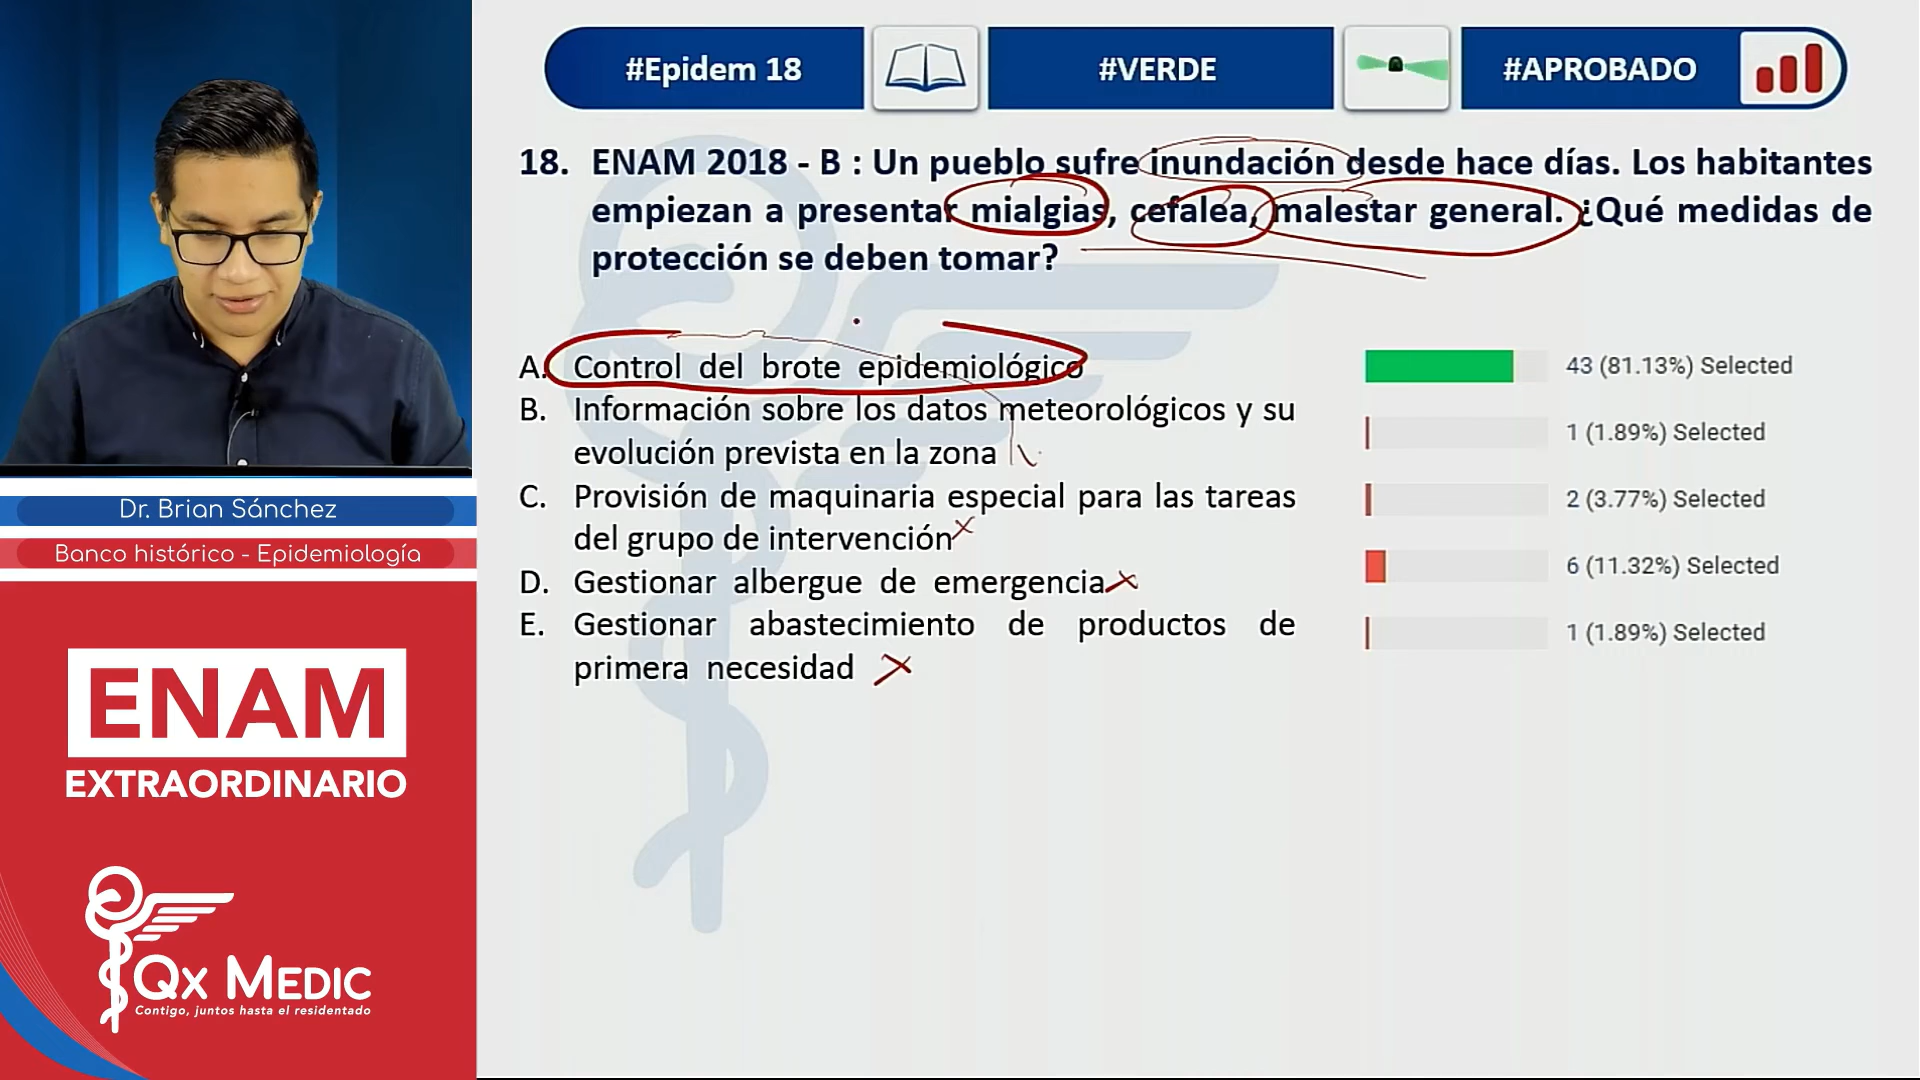 #Epidem 18
#VERDE
#APROBADO
18. ENAM 2018 - B : Un pueblo sufre inundación desde hace días. Los habitantes
empiezan a presentar mialgias, cefalea, malestar general. ¿Qué medidas de
protección se deben tomar?
A. Control del brote epidemiológico
B. Información sobre los datos meteorológicos y su
evolución prevista en la zona
C. Provisión de maquinaria especial para las tareas
del grupo de intervención
D. Gestionar albergue de emergencia
E. Gestionar abastecimiento de productos de
primera necesidad
43 (81.13%) Selected
1 (1.89%) Selected
2 (3.77%) Selected
6 (11.32%) Selected
1 (1.89%) Selected
Dr. Brian Sánchez
Banco histórico - Epidemiología
ENAM
EXTRAORDINARIO
QX MEDIC
Contigo, juntos hasta el residentado